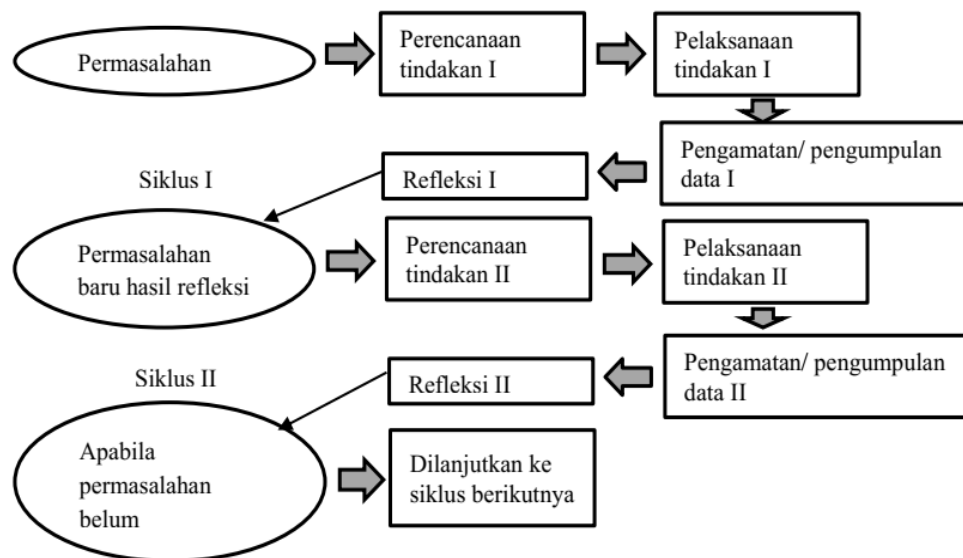 Permasalahan
Perencanaan
tindakan I
Pelaksanaan
tindakan I
Pengamatan/ pengumpulan
data I
Refleksi I
Siklus I
Permasalahan
baru hasil refleksi
Perencanaan
tindakan II
Pelaksanaan
tindakan II
Pengamatan/ pengumpulan
data II
Refleksi II
Siklus II
Apabila
permasalahan
belum
Dilanjutkan ke
siklus berikutnya